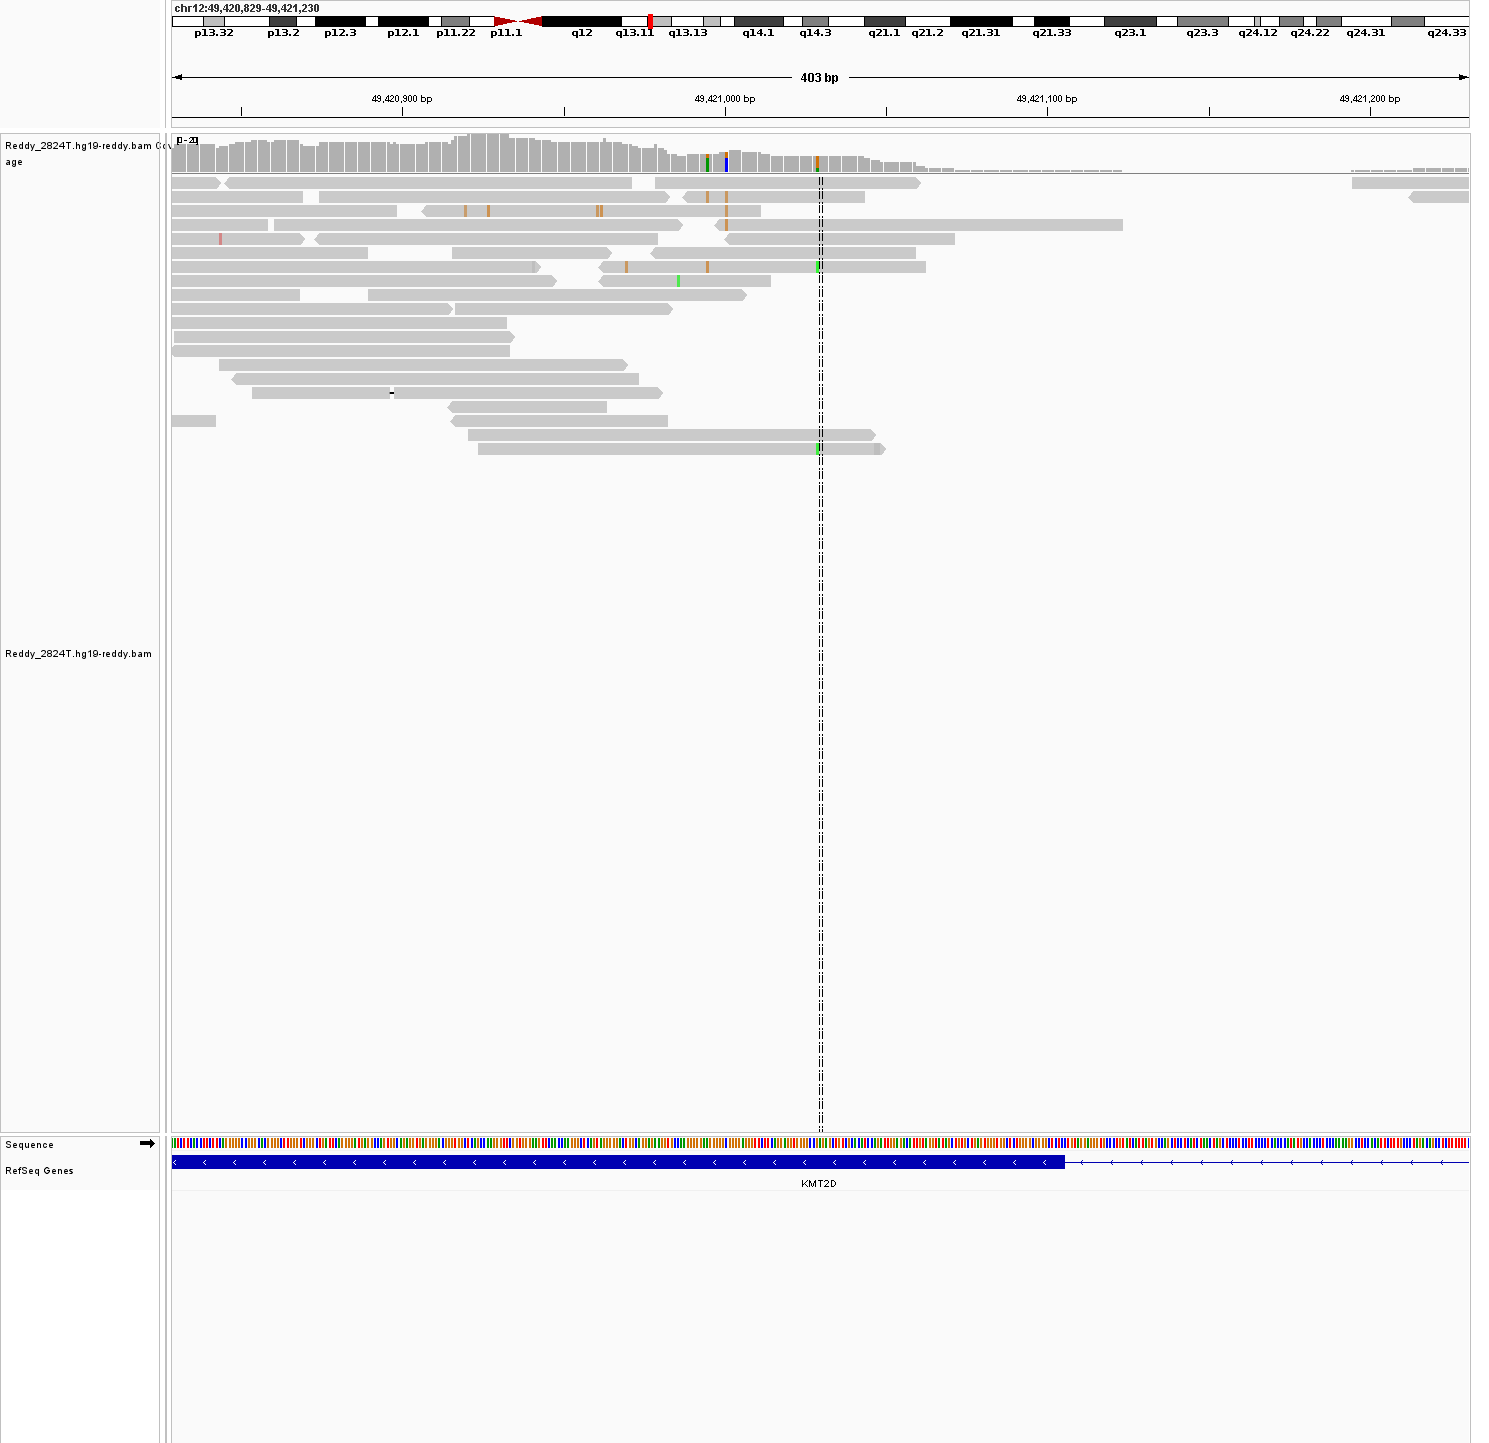 chr12:49,420,829-49,421,230
p13.32 p13.2 p12.3 p12.1 p11.22 p11.1 q12 q13.11 q13.13 q14.1 q14.3 q21.1 q21.2 q21.31 q21.33 q23.1 q23.3 q24.12 q24.22 q24.31 q24.33
403 bp
49,420,900 bp 49,421,000 bp 49,421,100 bp 49,421,200 bp
[0 - 20]
Reddy_2824T.hg19-reddy.bam Cov
age
Reddy_2824T.hg19-reddy.bam
Sequence
RefSeq Genes
KMT2D